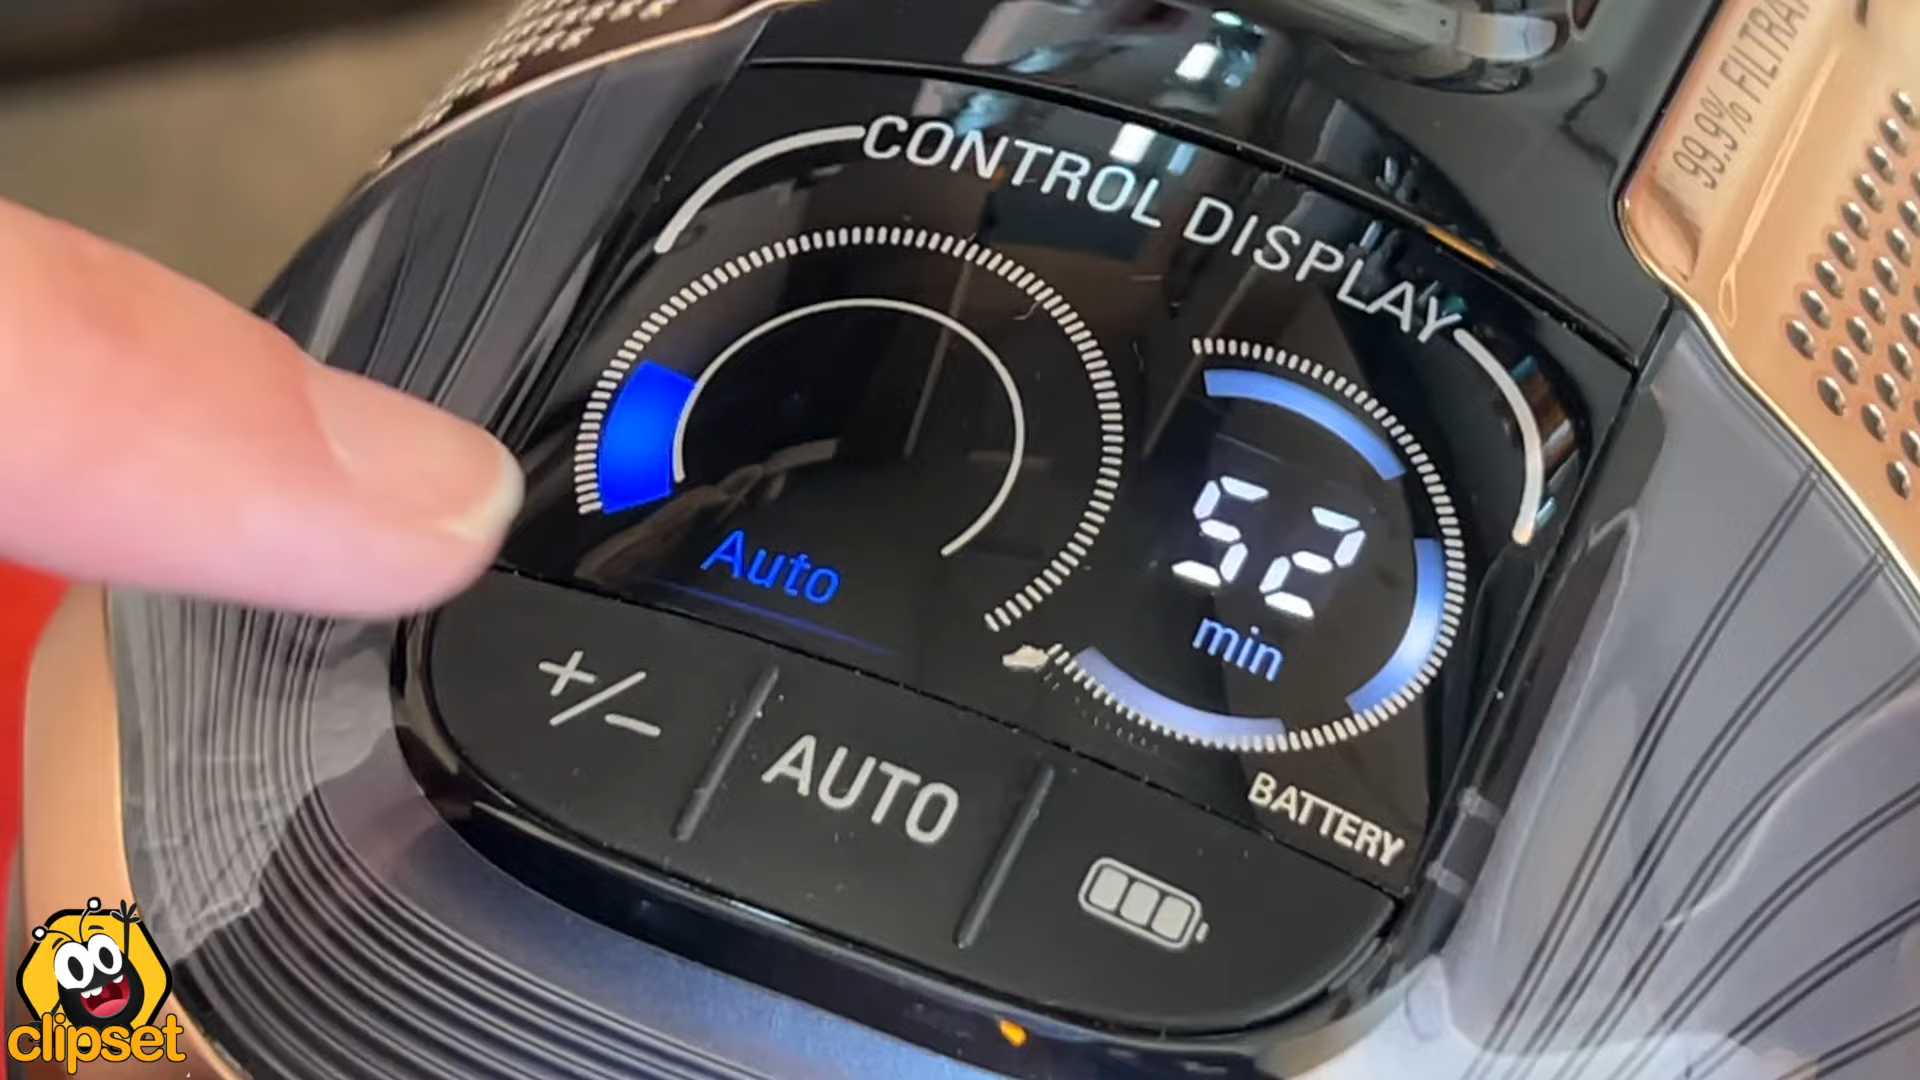 CONTROL DISPLAY
99.9% FILTRA
52
min
Auto
+/-
AUTO
BATTERY
clipset